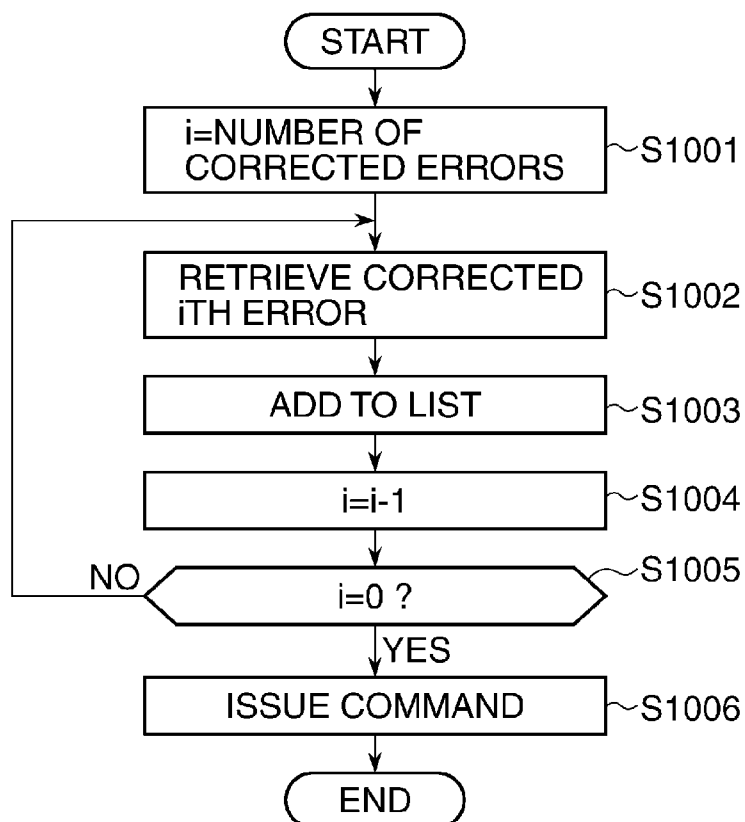 START
i=NUMBER OF
CORRECTED ERRORS
S1001
RETRIEVE CORRECTED
iTH ERROR
S1002
ADD TO LIST
S1003
i=i-1
S1004
i=0 ?
S1005
NO
YES
ISSUE COMMAND
S1006
END